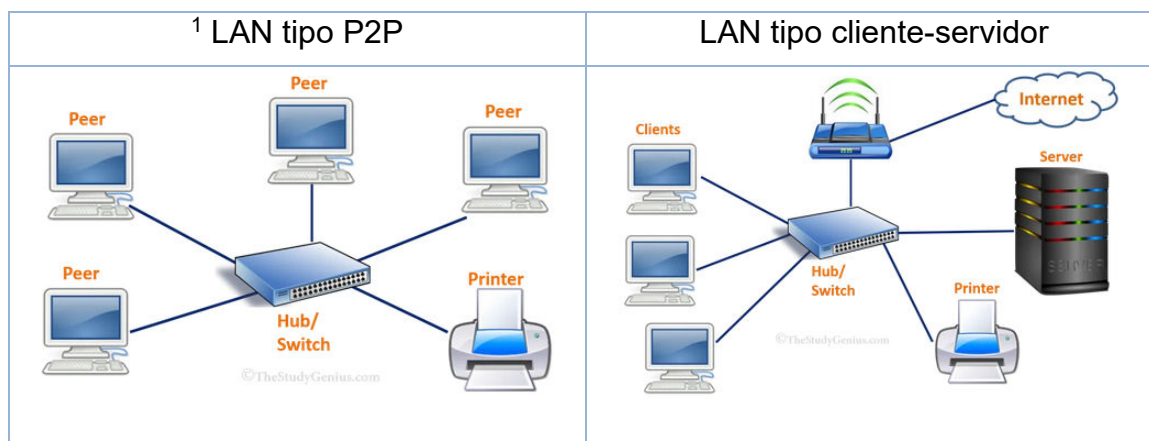 ¹ LAN tipo P2P
LAN tipo cliente-servidor
Peer
Peer
Peer
Peer
Printer
Hub/
Switch
©TheStudyGenius.com
Internet
Clients
Server
SERVER
Hub/
Switch
Printer
©TheStudyGenius.com